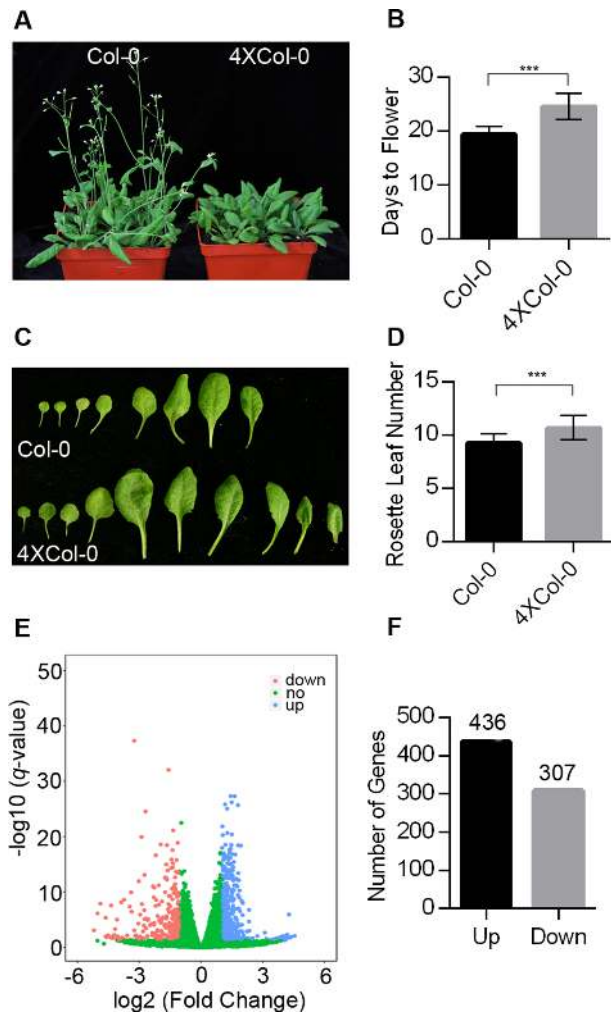 A
Col-0 4XCol-0
B
Days to Flower
30
20
10
0
***
Col-0
4XCol-0
C
Col-0
4XCol-0
D
Rosette Leaf Number
15
10
5
0
***
Col-0
4XCol-0
E
-log10 (q-value)
50
40
30
20
10
0
down
no
up
-6 -3 0 3 6
log2 (Fold Change)
F
Number of Genes
500
400
300
200
100
0
436
307
Up Down